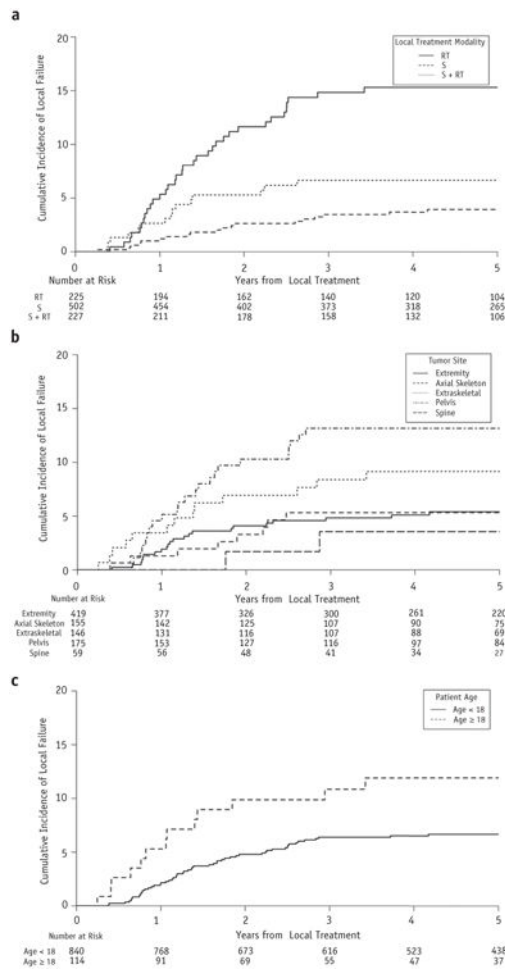 a
20
15
10
5
0
Cumulative Incidence of Local Failure
Local Treatment Modality
RT
S
S + RT
0 1 2 3 4 5
Number at Risk Years from Local Treatment
RT 225 194 162 140 120 104
S 502 454 402 373 318 265
S + RT 227 211 178 158 132 106
b
20
15
10
5
0
Cumulative Incidence of Local Failure
Tumor Site
Extremity
Axial Skeleton
Extraskeletal
Pelvis
Spine
0 1 2 3 4 5
Number at Risk Years from Local Treatment
Extremity 419 377 326 300 261 220
Axial Skeleton 155 142 125 107 90 75
Extraskeletal 146 131 116 107 88 69
Pelvis 175 153 127 116 97 84
Spine 59 56 48 41 34 27
c
20
15
10
5
0
Cumulative Incidence of Local Failure
Patient Age
Age < 18
Age ≥ 18
0 1 2 3 4 5
Number at Risk Years from Local Treatment
Age < 18 840 768 673 616 523 438
Age ≥ 18 114 91 69 55 47 37